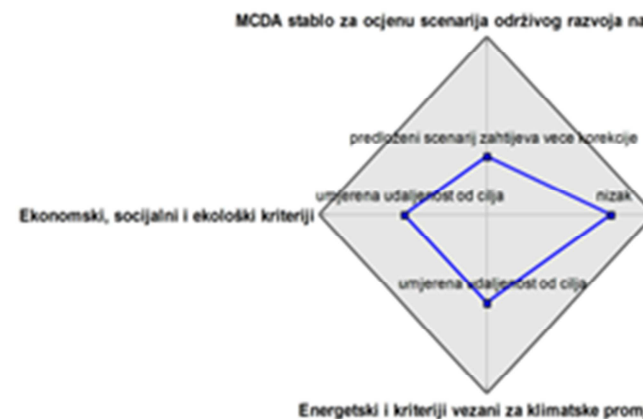 MCDA stablo za ocjenu scenarija održivog razvoja na
predloženi scenarij zahtijeva vece korekcije
umjerena udaljenost od cilja
nizak
Ekonomski, socijalni i ekološki kriteriji
umjerena udaljenost od cilja
Energetski i kriteriji vezani za klimatske prom